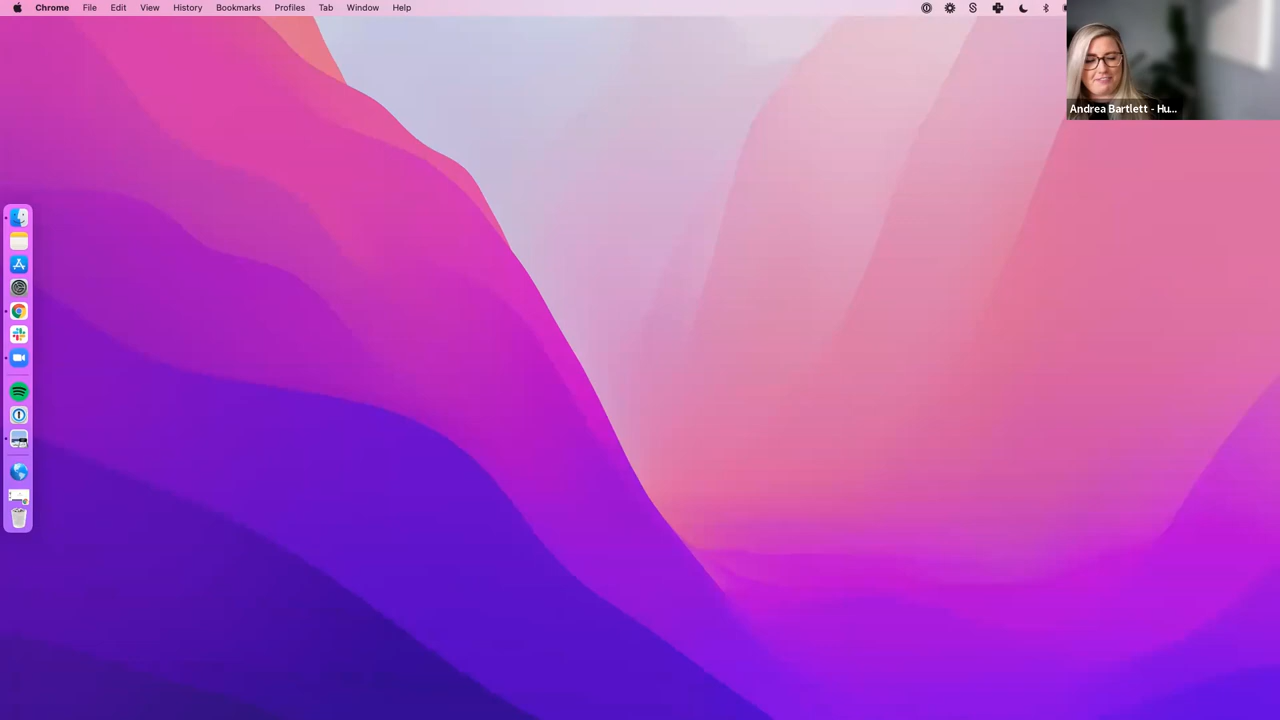 Chrome File Edit View History Bookmarks Profiles Tab Window Help
Andrea Bartlett - Hu...